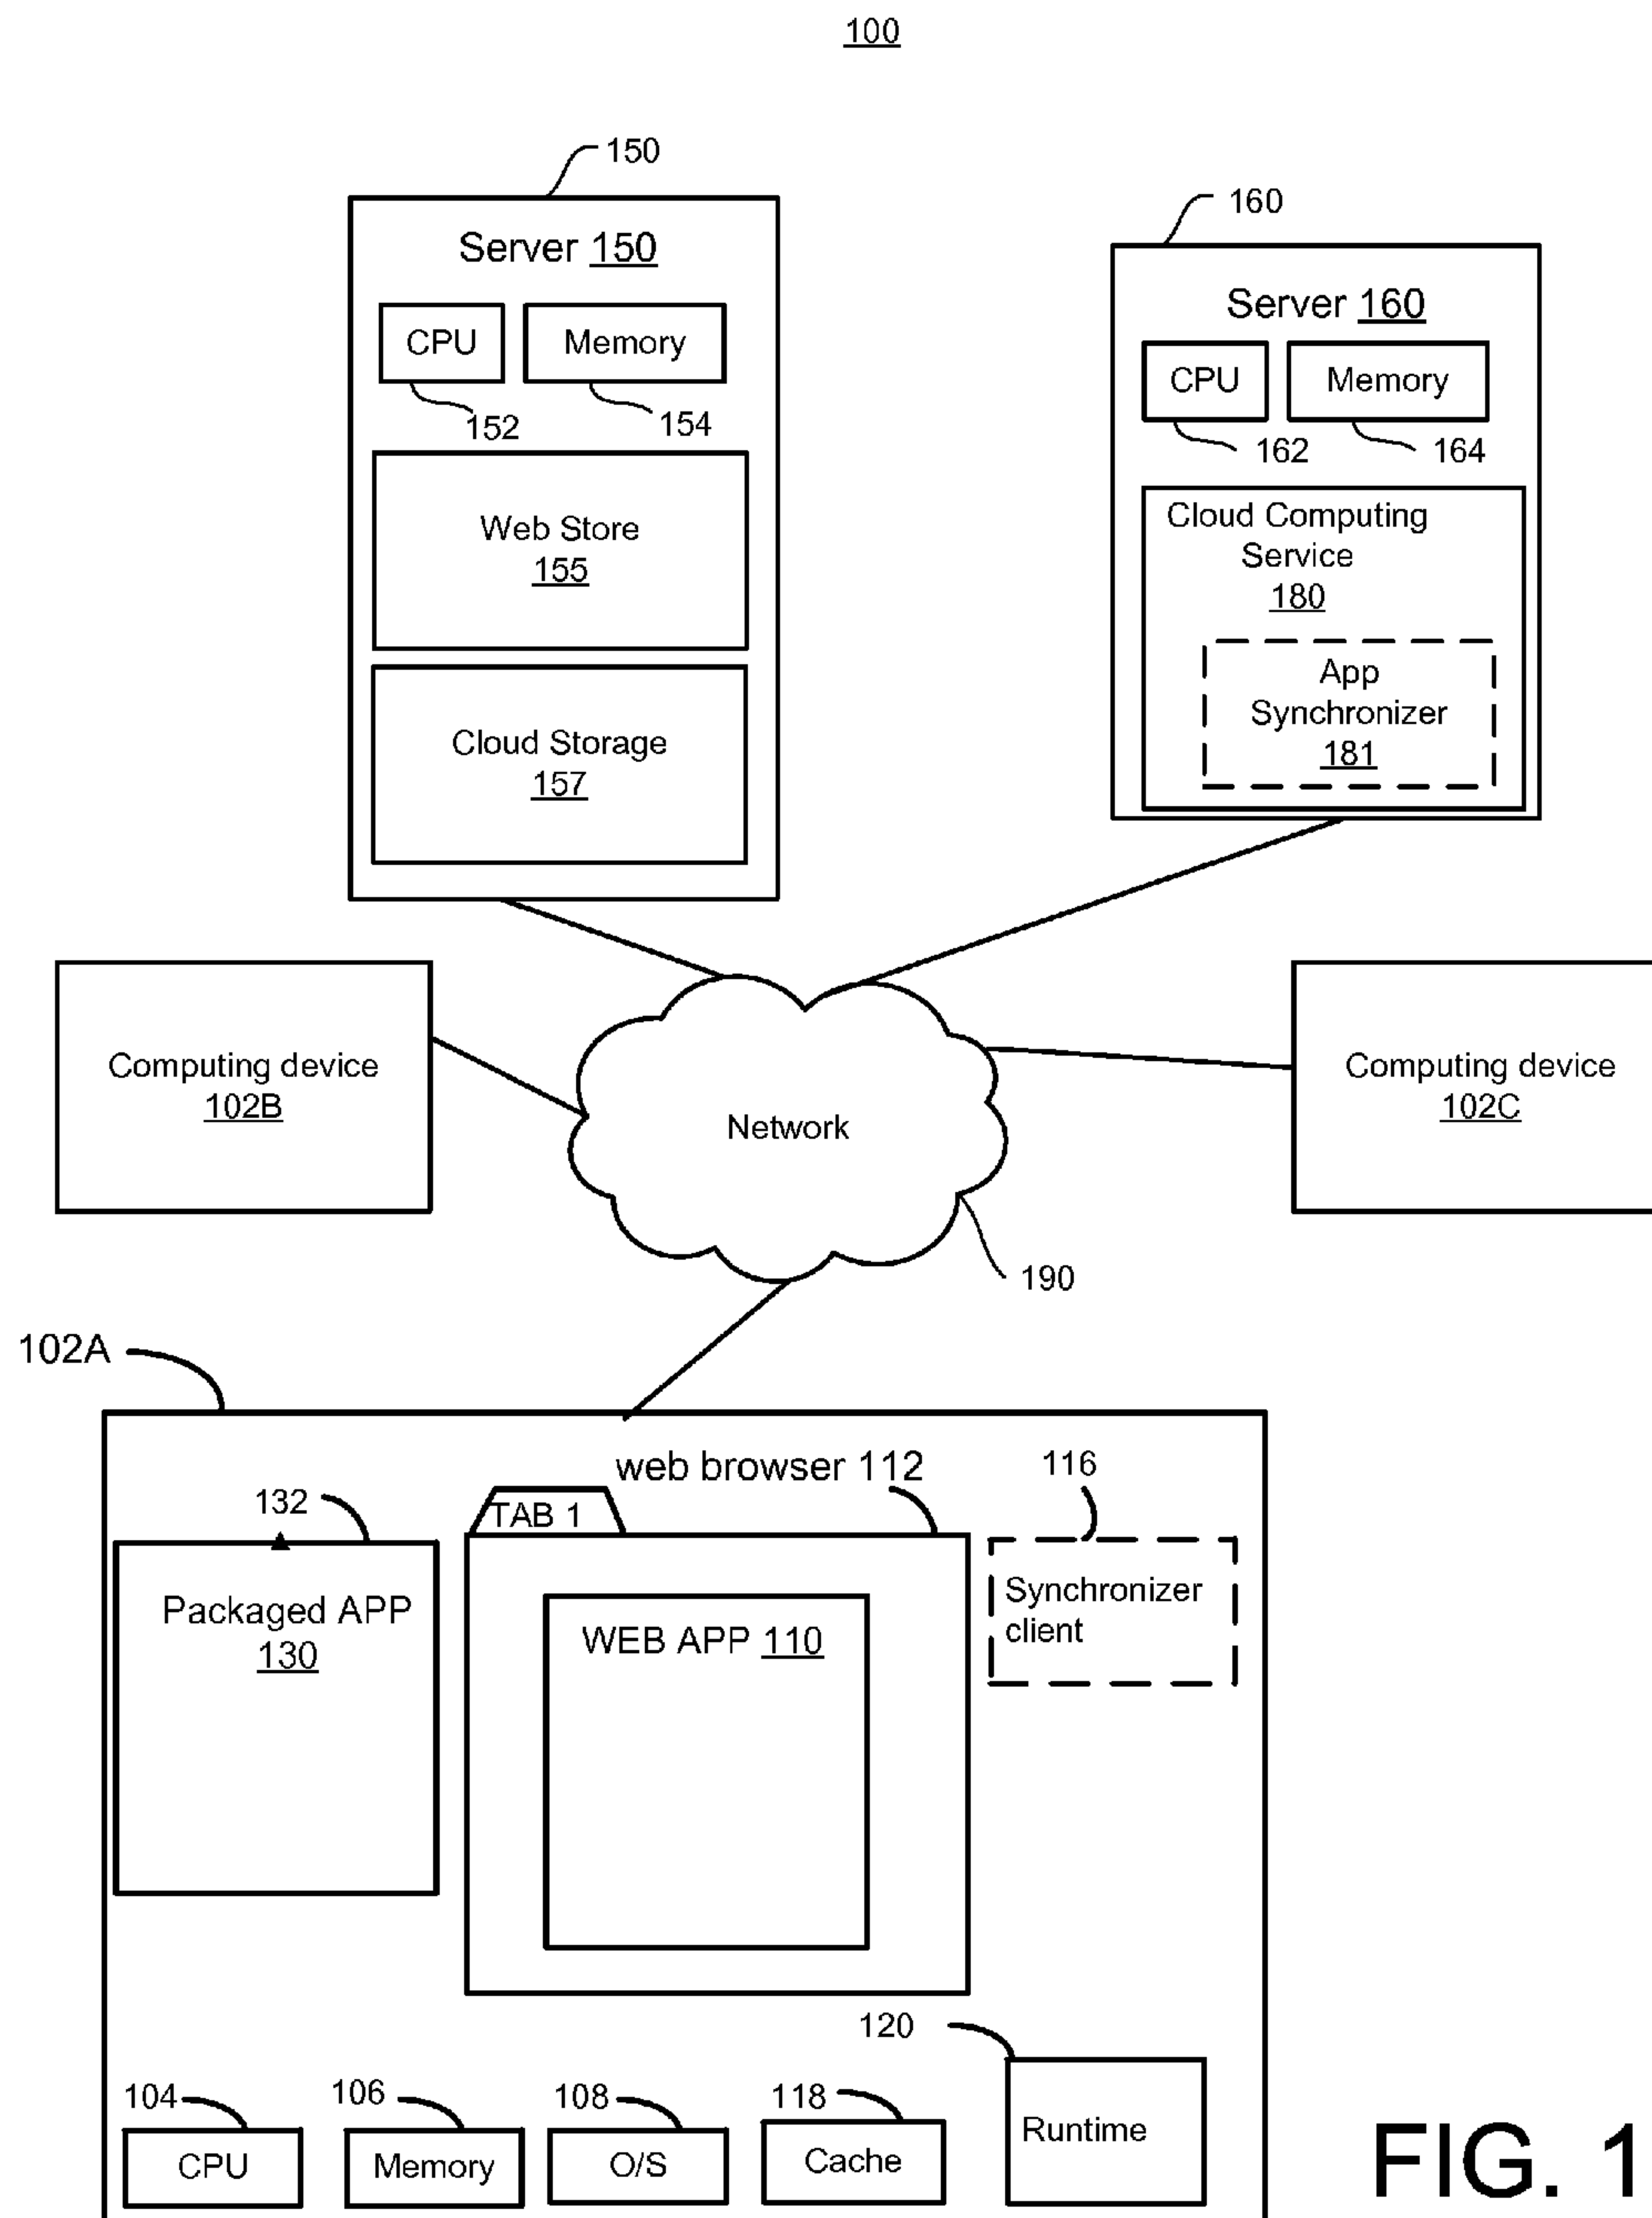 100
150
Server 150
CPU
Memory
152
154
Web Store
155
Cloud Storage
157
160
Server 160
CPU
Memory
162
164
Cloud Computing
Service
180
App
Synchronizer
181
Computing device
102B
Network
190
Computing device
102C
102A
web browser 112
116
132
TAB 1
Packaged APP
130
WEB APP 110
Synchronizer
client
120
Runtime
104
CPU
106
Memory
108
O/S
118
Cache
FIG. 1